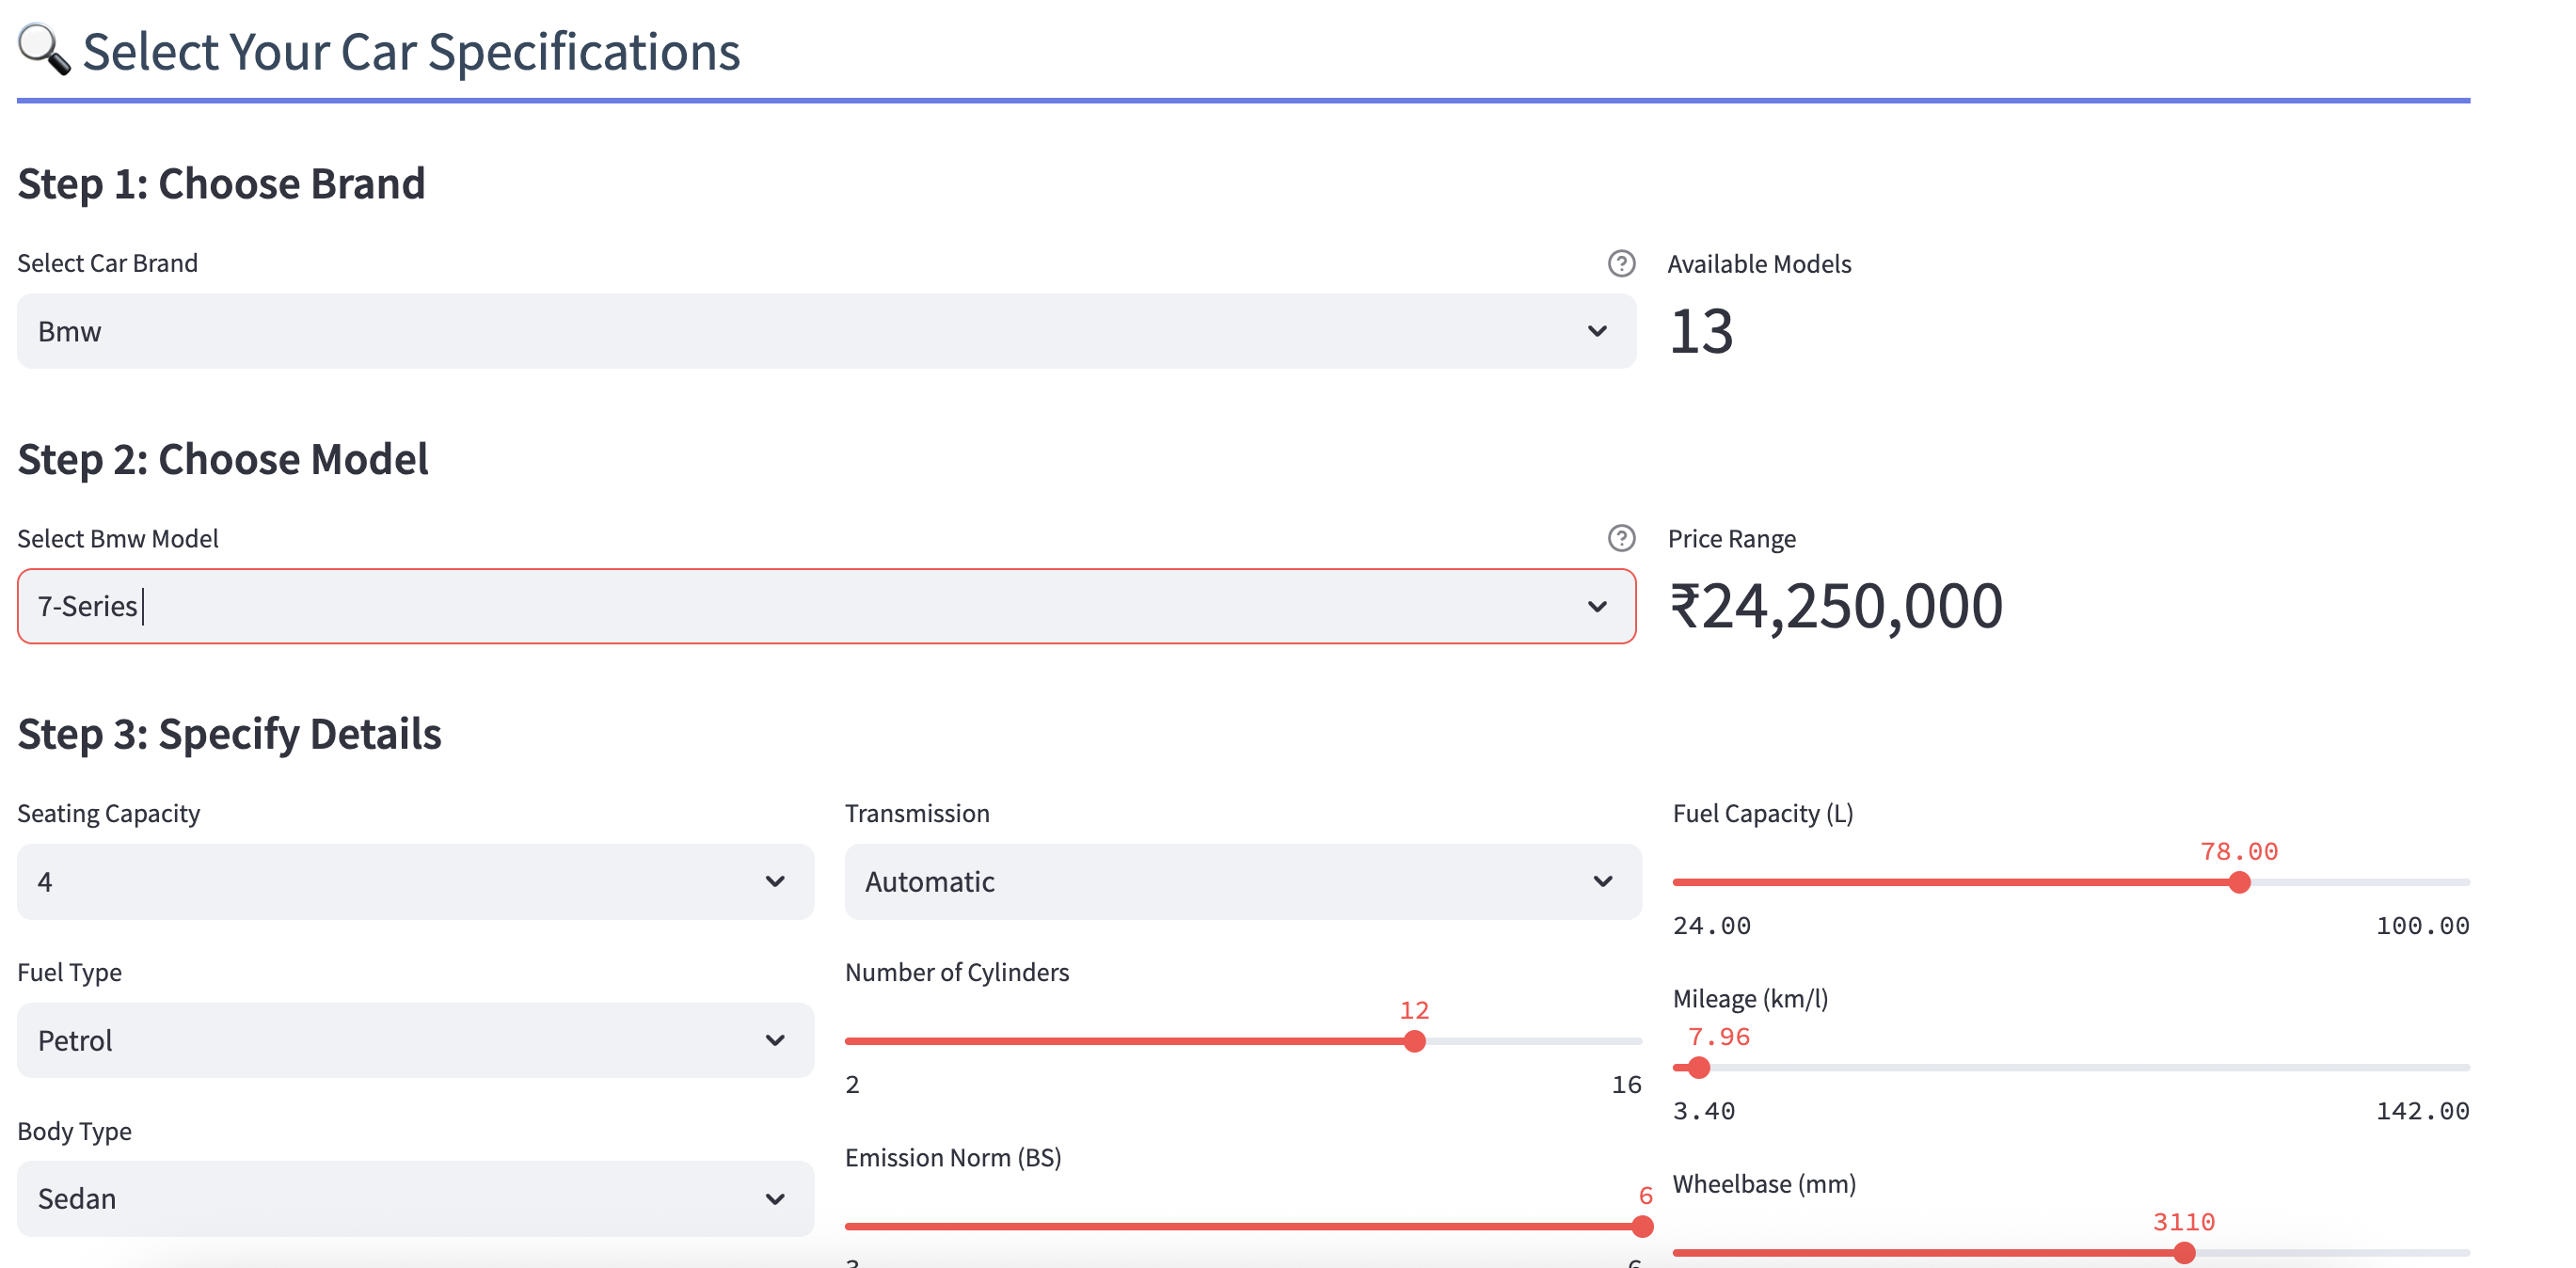 Select Your Car Specifications
Step 1: Choose Brand
Select Car Brand
Available Models
Bmw
13
Step 2: Choose Model
Select Bmw Model
Price Range
7-Series
₹24,250,000
Step 3: Specify Details
Seating Capacity
4
Fuel Type
Petrol
Body Type
Sedan
Transmission
Automatic
Number of Cylinders
12
2 16
Emission Norm (BS)
6
Fuel Capacity (L)
78.00
24.00 100.00
Mileage (km/l)
7.96
3.40 142.00
Wheelbase (mm)
3110